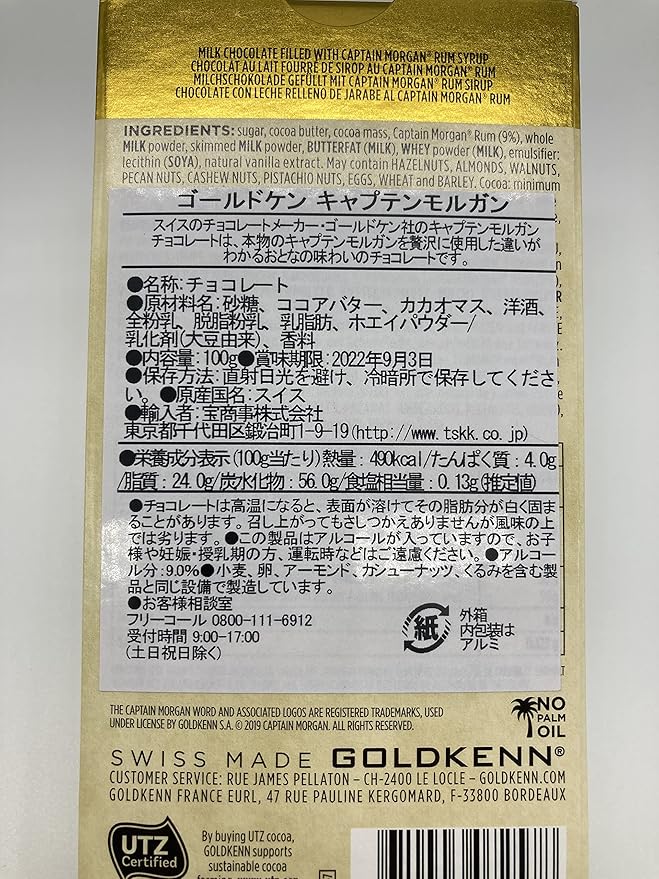 MILK CHOCOLATE FILLED WITH CAPTAIN MORGAN® RUM SYRUP
CHOCOLAT AU LAIT FOURRÉ DE SIROP AU CAPTAIN MORGAN® RUM
MILCHSCHOKOLADE GEFÜLLT MIT CAPTAIN MORGAN® RUM SIRUP
CHOCOLATE CON LECHE RELLENO DE JARABE AL CAPTAIN MORGAN® RUM
INGREDIENTS: sugar, cocoa butter, cocoa mass, Captain Morgan® Rum (9%), whole
MILK powder, skimmed MILK powder, BUTTERFAT (MILK), WHEY powder (MILK), emulsifier:
lecithin (SOYA), natural vanilla extract. May contain HAZELNUTS, ALMONDS, WALNUTS,
PECAN NUTS, CASHEW NUTS, PISTACHIO NUTS, EGGS, WHEAT and BARLEY. Cocoa: minimum
ゴールドケン キャプテンモルガン
スイスのチョコレートメーカー・ゴールドケン社のキャプテンモルガン
チョコレートは、本物のキャプテンモルガンを贅沢に使用した違いが
わかるおとなの味わいのチョコレートです。
●名称:チョコレート
●原材料名:砂糖、ココアバター、カカオマス、洋酒、
全粉乳、脱脂粉乳、乳脂肪、ホエイパウダー/
乳化剤(大豆由来)、香料
●内容量:100g●賞味期限:2022年9月3日
●保存方法:直射日光を避け、冷暗所で保存してくださ
い。●原産国名:スイス
●輸入者:宝商事株式会社
東京都千代田区鍛冶町1-9-19(http://www.tskk.co.jp)
●栄養成分表示(100g当たり)熱量:490kcal/たんぱく質:4.0g
/脂質:24.0g/炭水化物:56.0g/食塩相当量:0.13g(推定値)
●チョコレートは高温になると、表面が溶けてその脂肪分が白く固ま
ることがあります。召し上がってもさしつかえありませんが風味の上
では劣ります。●この製品はアルコールが入っていますので、お子
様や妊娠・授乳期の方、運転時などはご遠慮ください。●アルコー
ル分:9.0%●小麦、卵、アーモンド、カシューナッツ、くるみを含む製
品と同じ設備で製造しています。
●お客様相談室
フリーコール 0800-111-6912
受付時間 9:00-17:00
(土日祝日除く)
紙
外箱
内包装は
アルミ
THE CAPTAIN MORGAN WORD AND ASSOCIATED LOGOS ARE REGISTERED TRADEMARKS, USED
UNDER LICENSE BY GOLDKENN S.A. © 2019 CAPTAIN MORGAN. ALL RIGHTS RESERVED.
NO
PALM
OIL
SWISS MADE GOLDKENN®
CUSTOMER SERVICE: RUE JAMES PELLATON – CH-2400 LE LOCLE – GOLDKENN.COM
GOLDKENN FRANCE EURL, 47 RUE PAULINE KERGOMARD, F-33800 BORDEAUX
UTZ
Certified
By buying UTZ cocoa,
GOLDKENN supports
sustainable cocoa